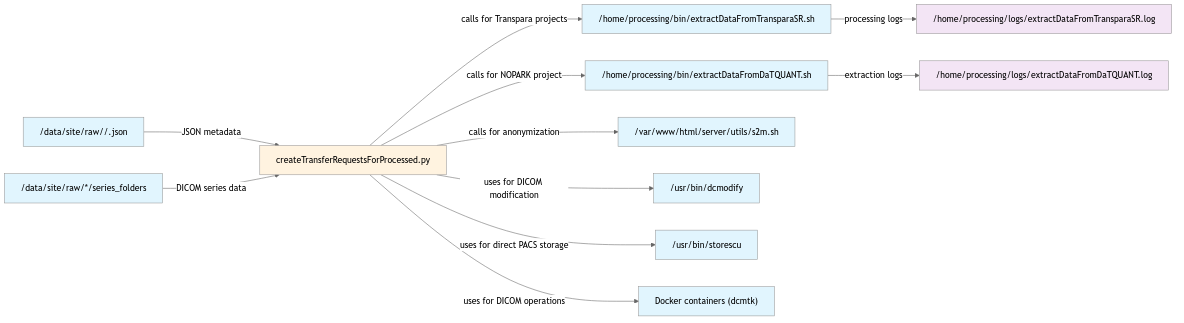 calls for Transpara projects
/home/processing/bin/extractDataFromTransparaSR.sh
processing logs
/home/processing/logs/extractDataFromTransparaSR.log
calls for NOPARK project
/home/processing/bin/extractDataFromDaTQUANT.sh
extraction logs
/home/processing/logs/extractDataFromDaTQUANT.log
/data/site/raw//.json
JSON metadata
calls for anonymization
/var/www/html/server/utils/s2m.sh
createTransferRequestsForProcessed.py
/data/site/raw/*/series_folders
DICOM series data
uses for DICOM
modification
/usr/bin/dcmodify
uses for direct PACS storage
/usr/bin/storescu
uses for DICOM operations
Docker containers (dcmtk)